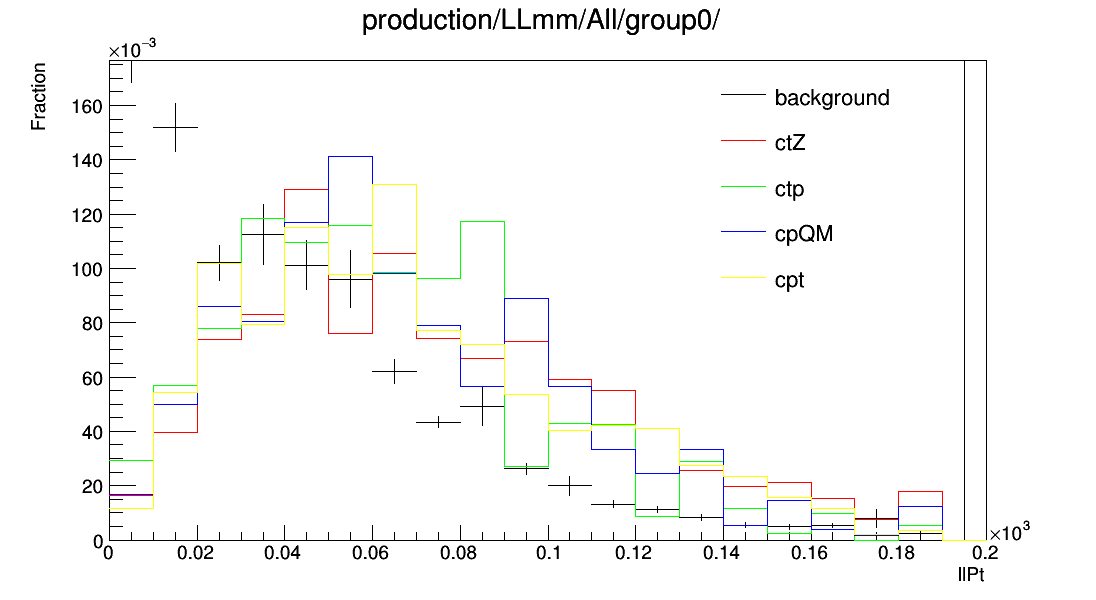 production/LLmm/All/group0/
×10⁻³
Fraction
160
140
120
100
80
60
40
20
0
background
ctZ
ctp
cpQM
cpt
0 0.02 0.04 0.06 0.08 0.1 0.12 0.14 0.16 0.18 0.2
×10³
llPt